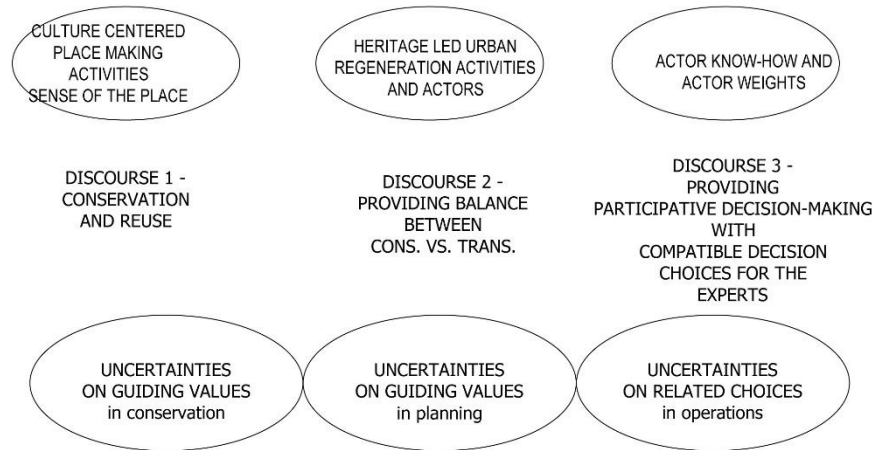 CULTURE CENTERED
PLACE MAKING
ACTIVITIES
SENSE OF THE PLACE
HERITAGE LED URBAN
REGENERATION ACTIVITIES
AND ACTORS
ACTOR KNOW-HOW AND
ACTOR WEIGHTS
DISCOURSE 1 -
CONSERVATION
AND REUSE
DISCOURSE 2 -
PROVIDING BALANCE
BETWEEN
CONS. VS. TRANS.
DISCOURSE 3 -
PROVIDING
PARTICIPATIVE DECISION-MAKING
WITH
COMPATIBLE DECISION
CHOICES FOR THE
EXPERTS
UNCERTAINTIES
ON GUIDING VALUES
in conservation
UNCERTAINTIES
ON GUIDING VALUES
in planning
UNCERTAINTIES
ON RELATED CHOICES
in operations